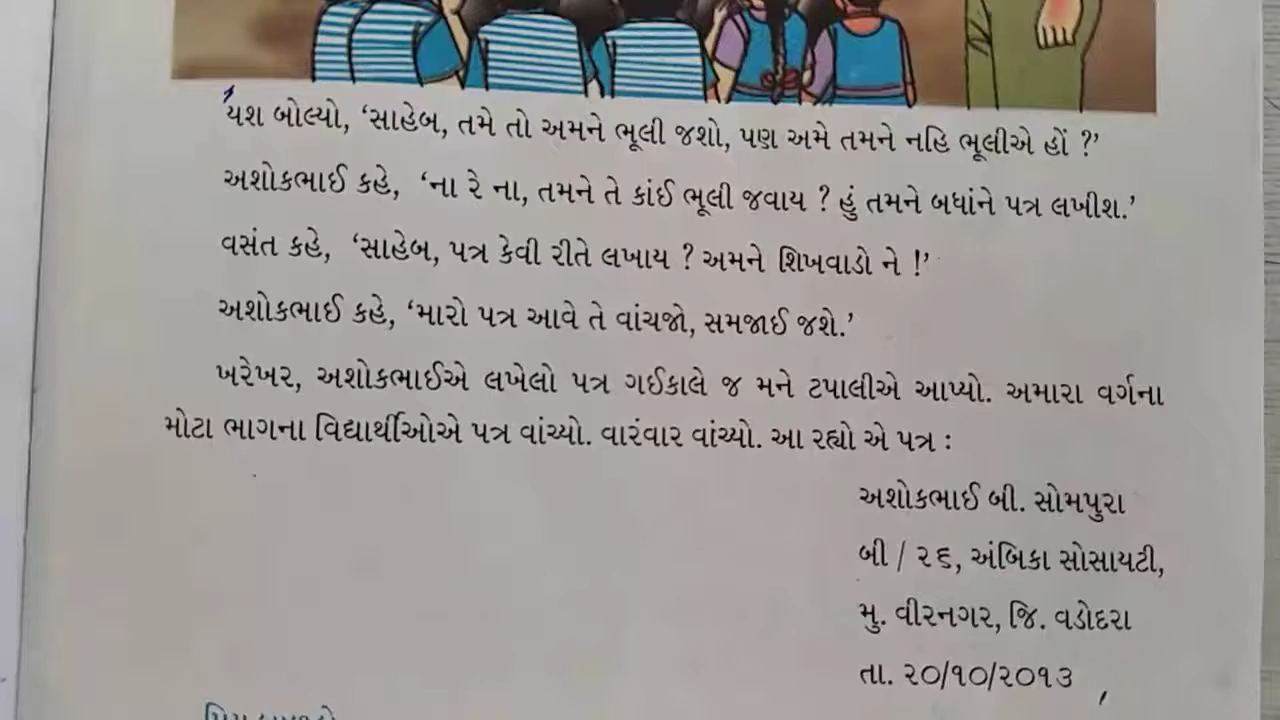 યશ બોલ્યો, ‘સાહેબ, તમે તો અમને ભૂલી જશો, પણ અમે તમને નહિ ભૂલીએ હોં ?’
અશોકભાઈ કહે, ‘ના રે ના, તમને તે કાંઈ ભૂલી જવાય ? હું તમને બધાંને પત્ર લખીશ.’
વસંત કહે, ‘સાહેબ, પત્ર કેવી રીતે લખાય ? અમને શિખવાડો ને !’
અશોકભાઈ કહે, ‘મારો પત્ર આવે તે વાંચજો, સમજાઈ જશે.’
ખરેખર, અશોકભાઈએ લખેલો પત્ર ગઈકાલે જ મને ટપાલીએ આપ્યો. અમારા વર્ગના
મોટા ભાગના વિદ્યાર્થીઓએ પત્ર વાંચ્યો. વારંવાર વાંચ્યો. આ રહ્યો એ પત્ર :
અશોકભાઈ બી. સોમપુરા
બી / ૨૬, અંબિકા સોસાયટી,
મુ. વીરનગર, જિ. વડોદરા
તા. ૨૦/૧૦/૨૦૧૩